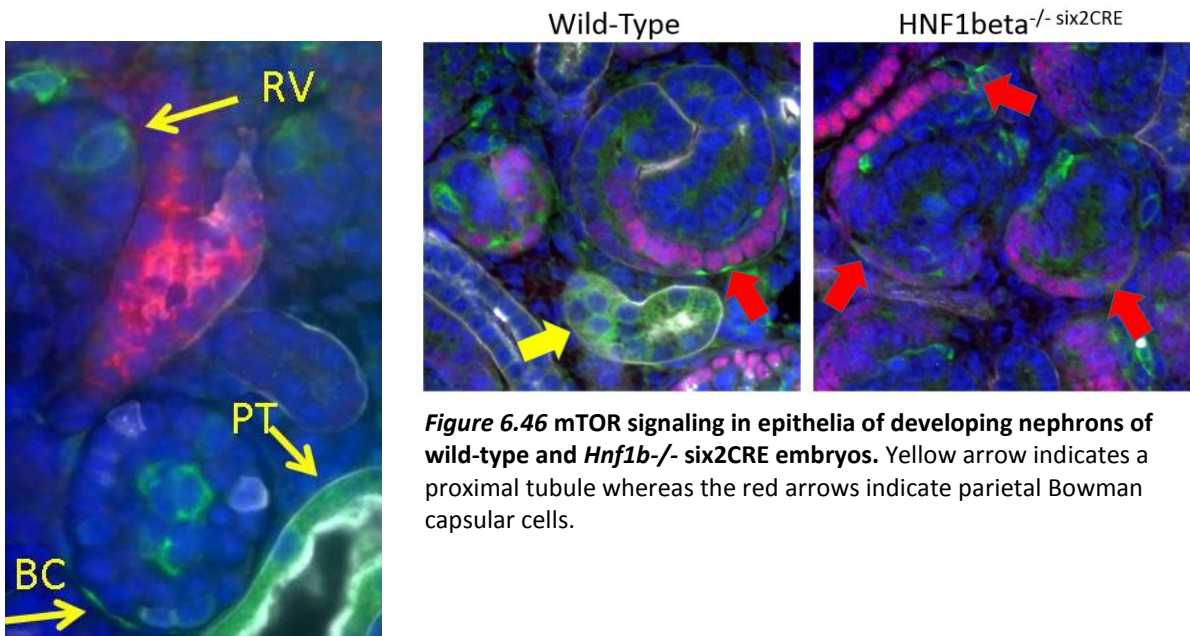 Wild-Type
HNF1beta-/- six2CRE
RV
PT
BC
Figure 6.46 mTOR signaling in epithelia of developing nephrons of
wild-type and Hnf1b-/- six2CRE embryos. Yellow arrow indicates a
proximal tubule whereas the red arrows indicate parietal Bowman
capsular cells.